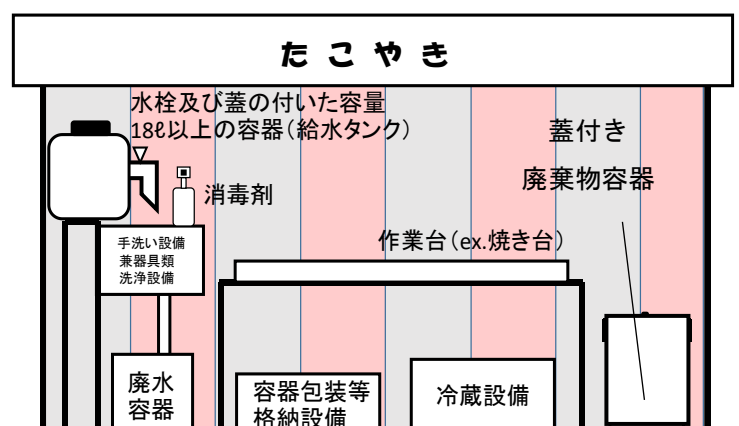 たこやき
水栓及び蓋の付いた容量
18ℓ以上の容器(給水タンク)
蓋付き
廃棄物容器
消毒剤
手洗い設備
兼器具類
洗浄設備
作業台(ex.焼き台)
廃水
容器
容器包装等
格納設備
冷蔵設備